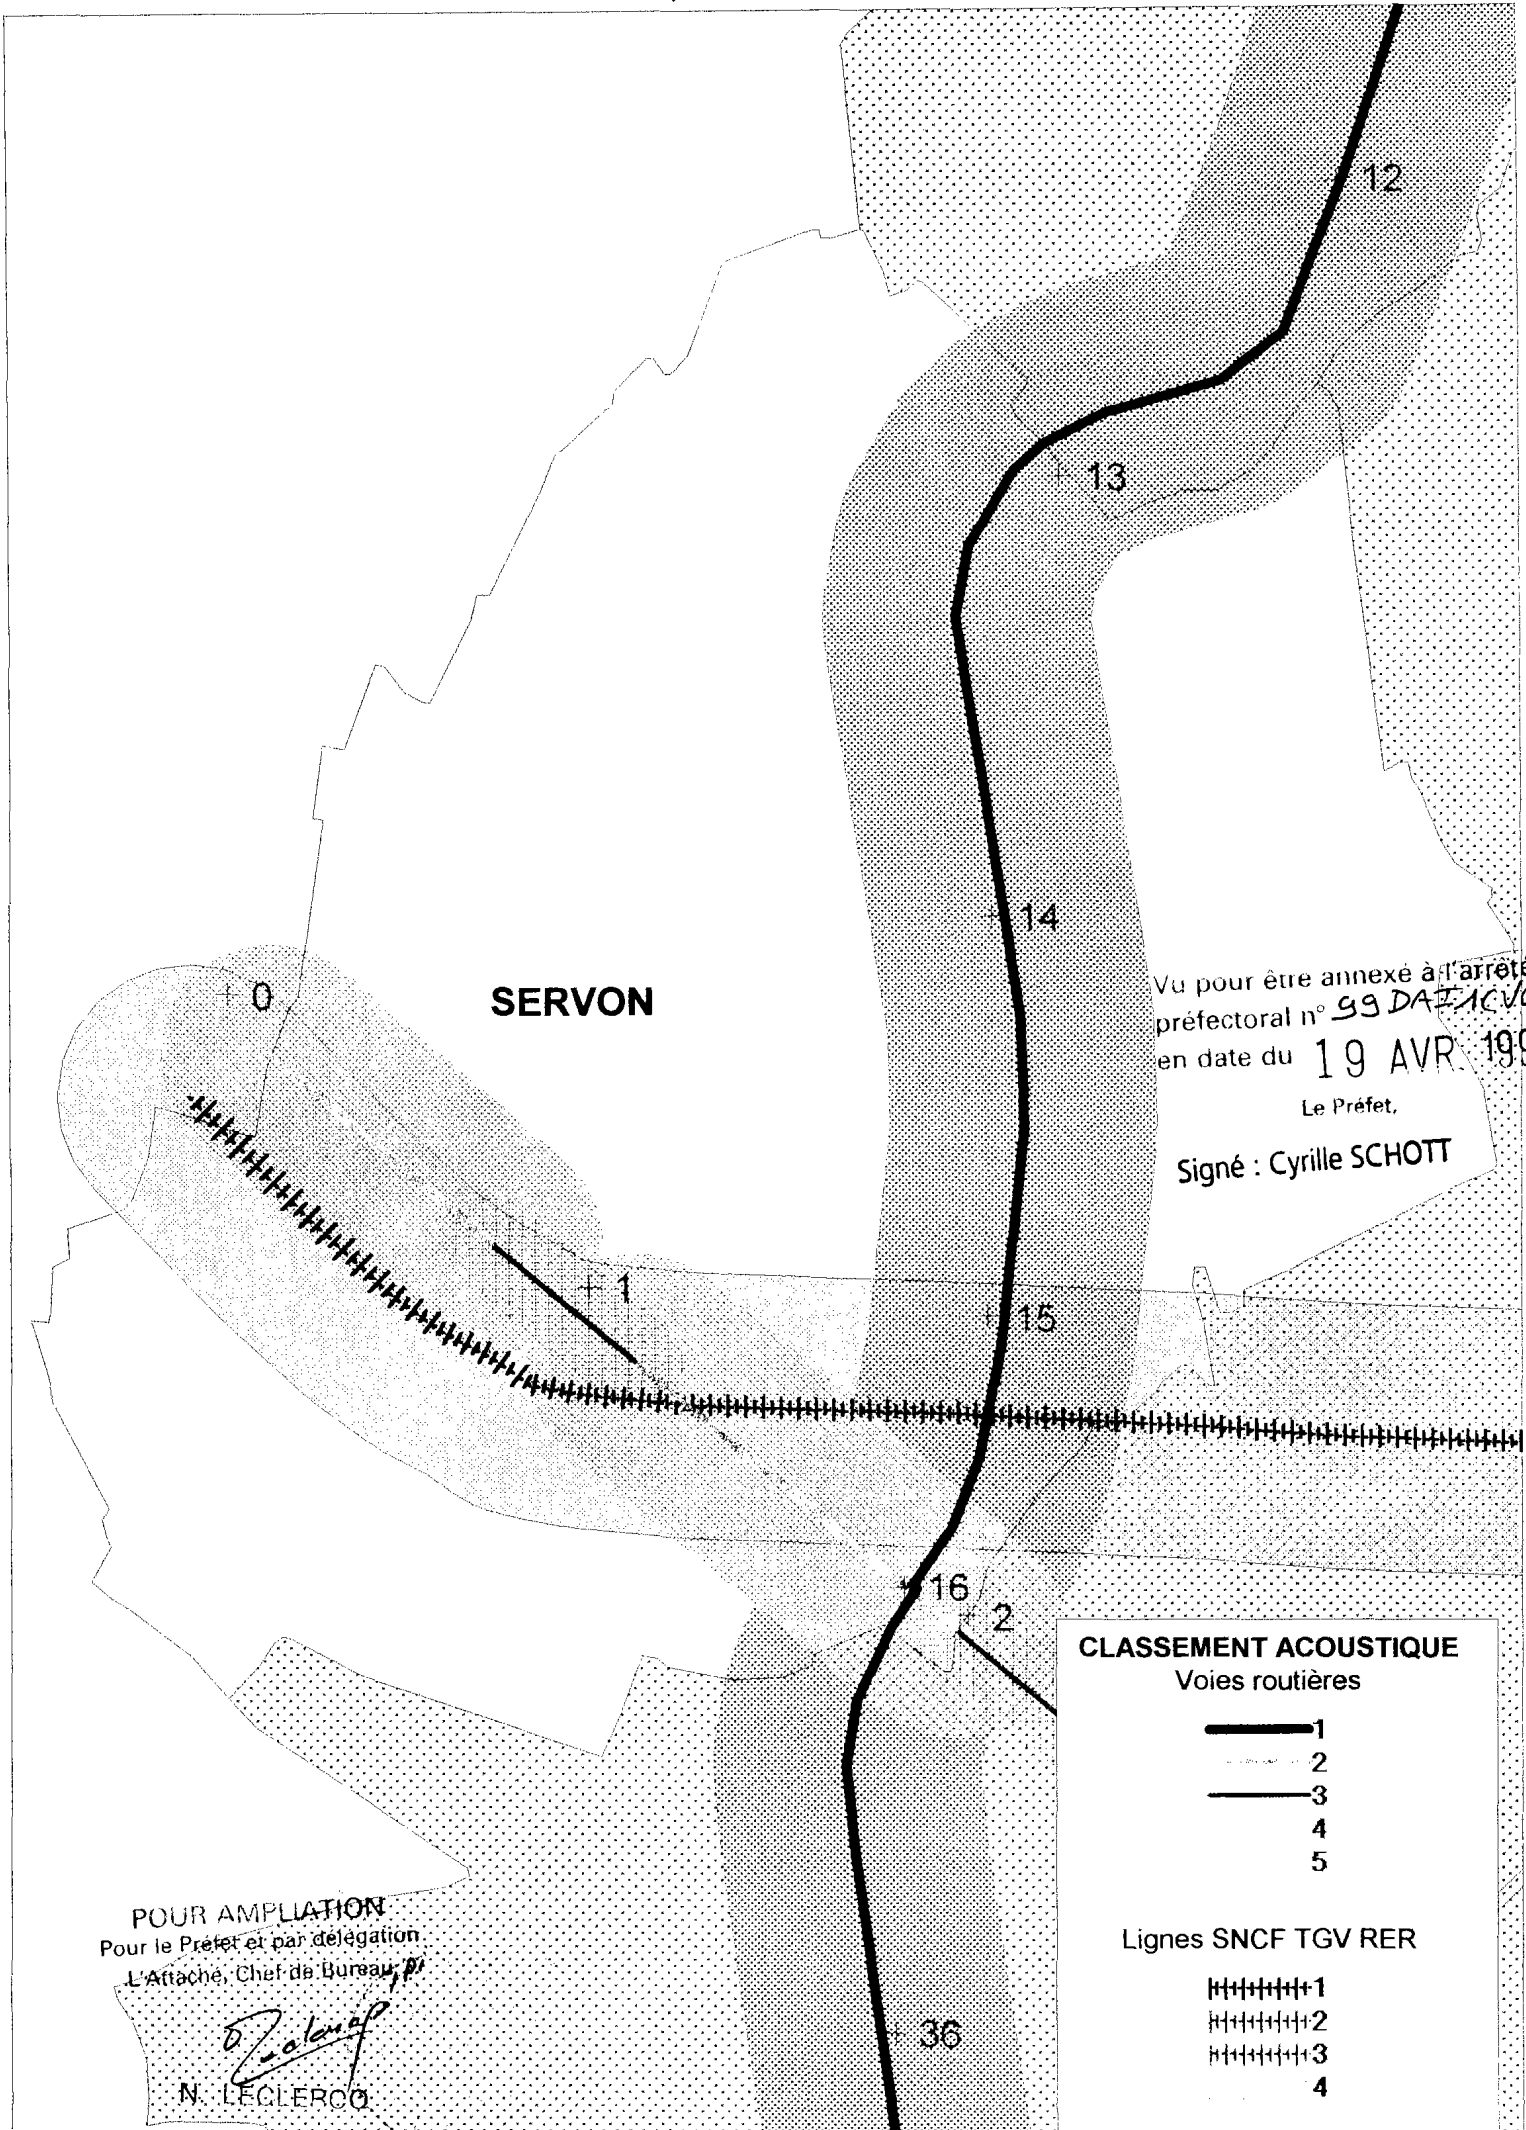 12
13
14
0
SERVON
Vu pour être annexé à l'arrêté
préfectoral n° 99 DAI 1CV
en date du 19 AVR. 199
Le Préfet,
Signé : Cyrille SCHOTT
1
15
16
2
CLASSEMENT ACOUSTIQUE
Voies routières
1
2
3
4
5
Lignes SNCF TGV RER
1
2
3
4
POUR AMPLIATION
Pour le Préfet et par délégation
L'Attaché, Chef de Bureau,
N. LECLERCQ
36